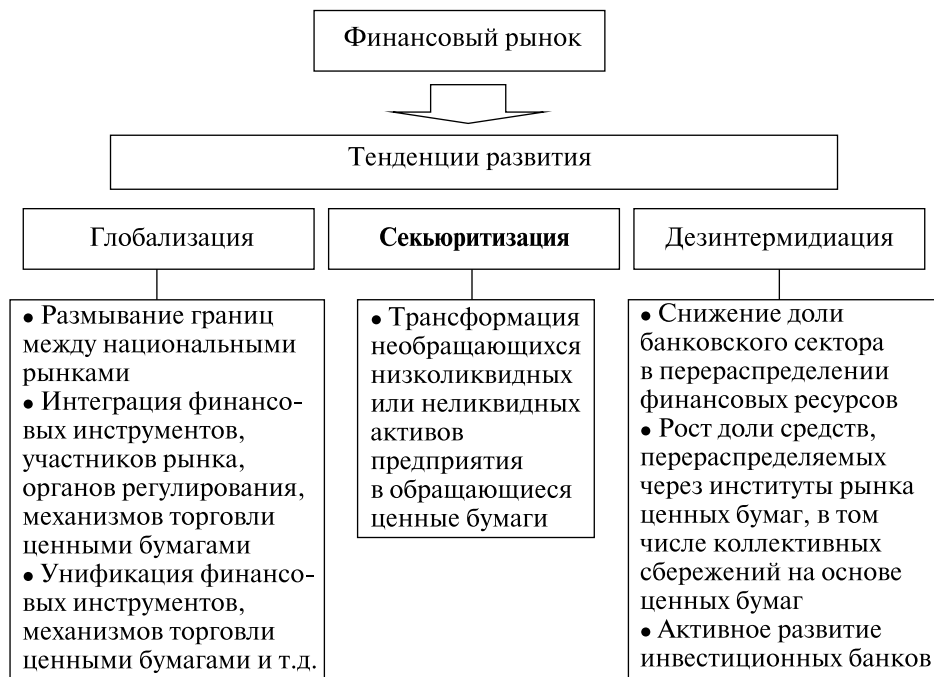 Финансовый рынок
Тенденции развития
Глобализация
• Размывание границ
между национальными
рынками
• Интеграция финансо-
вых инструментов,
участников рынка,
органов регулирования,
механизмов торговли
ценными бумагами
• Унификация финансо-
вых инструментов,
механизмов торговли
ценными бумагами и т.д.
Секьюритизация
• Трансформация
необращающихся
низколиквидных
или неликвидных
активов
предприятия
в обращающиеся
ценные бумаги
Дезинтермидиация
• Снижение доли
банковского сектора
в перераспределении
финансовых ресурсов
• Рост доли средств,
перераспределяемых
через институты рынка
ценных бумаг, в том
числе коллективных
сбережений на основе
ценных бумаг
• Активное развитие
инвестиционных банков